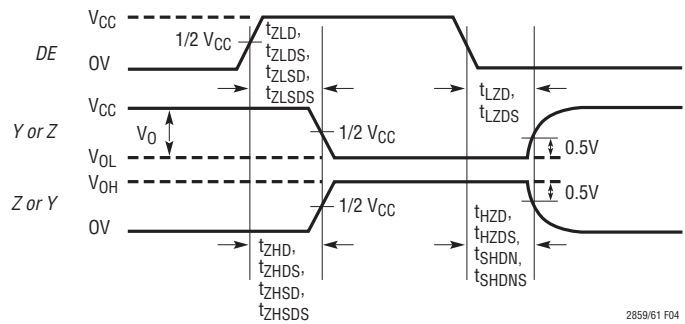 VCC
DE
1/2 VCC
0V
tZLD,
tZLDS,
tZLSD,
tZLSDS
tLZD,
tLZDS
VCC
Y or Z
VO
1/2 VCC
0.5V
VOL
VOH
Z or Y
1/2 VCC
0.5V
0V
tZHD,
tZHDS,
tZHSD,
tZHSDS
tHZD,
tHZDS,
tSHDN,
tSHDNS
2859/61 F04